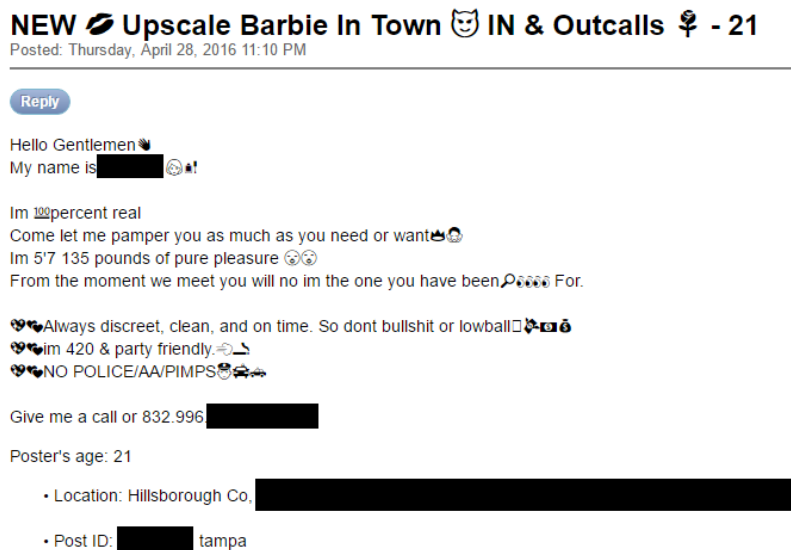 NEW 💋 Upscale Barbie In Town 😈 IN & Outcalls 🌹 - 21
Posted: Thursday, April 28, 2016 11:10 PM
Reply
Hello Gentlemen👋
My name is
Im 💯percent real
Come let me pamper you as much as you need or want👑
Im 5'7 135 pounds of pure pleasure 😮😮
From the moment we meet you will no im the one you have been🔎👀👀 For.
💖💕Always discreet, clean, and on time. So dont bullshit or lowball
💖💕im 420 & party friendly.💨🚬
💖💕NO POLICE/AA/PIMPS👮🚔🚓
Give me a call or 832.996.
Poster's age: 21
• Location: Hillsborough Co,
• Post ID: tampa